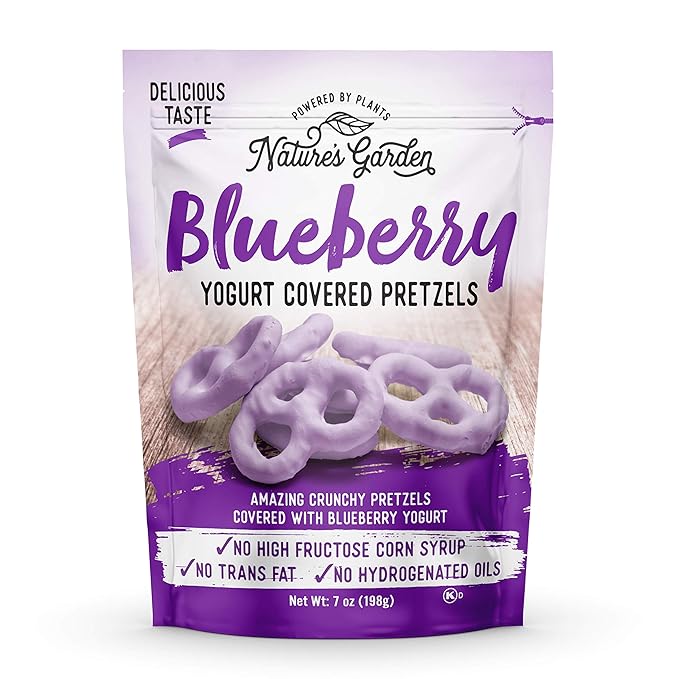 DELICIOUS
TASTE
POWERED BY PLANTS
Nature's Garden
Blueberry
YOGURT COVERED PRETZELS
AMAZING CRUNCHY PRETZELS
COVERED WITH BLUEBERRY YOGURT
✓NO HIGH FRUCTOSE CORN SYRUP
✓NO TRANS FAT ✓NO HYDROGENATED OILS
Net Wt: 7 oz (198g)
K D